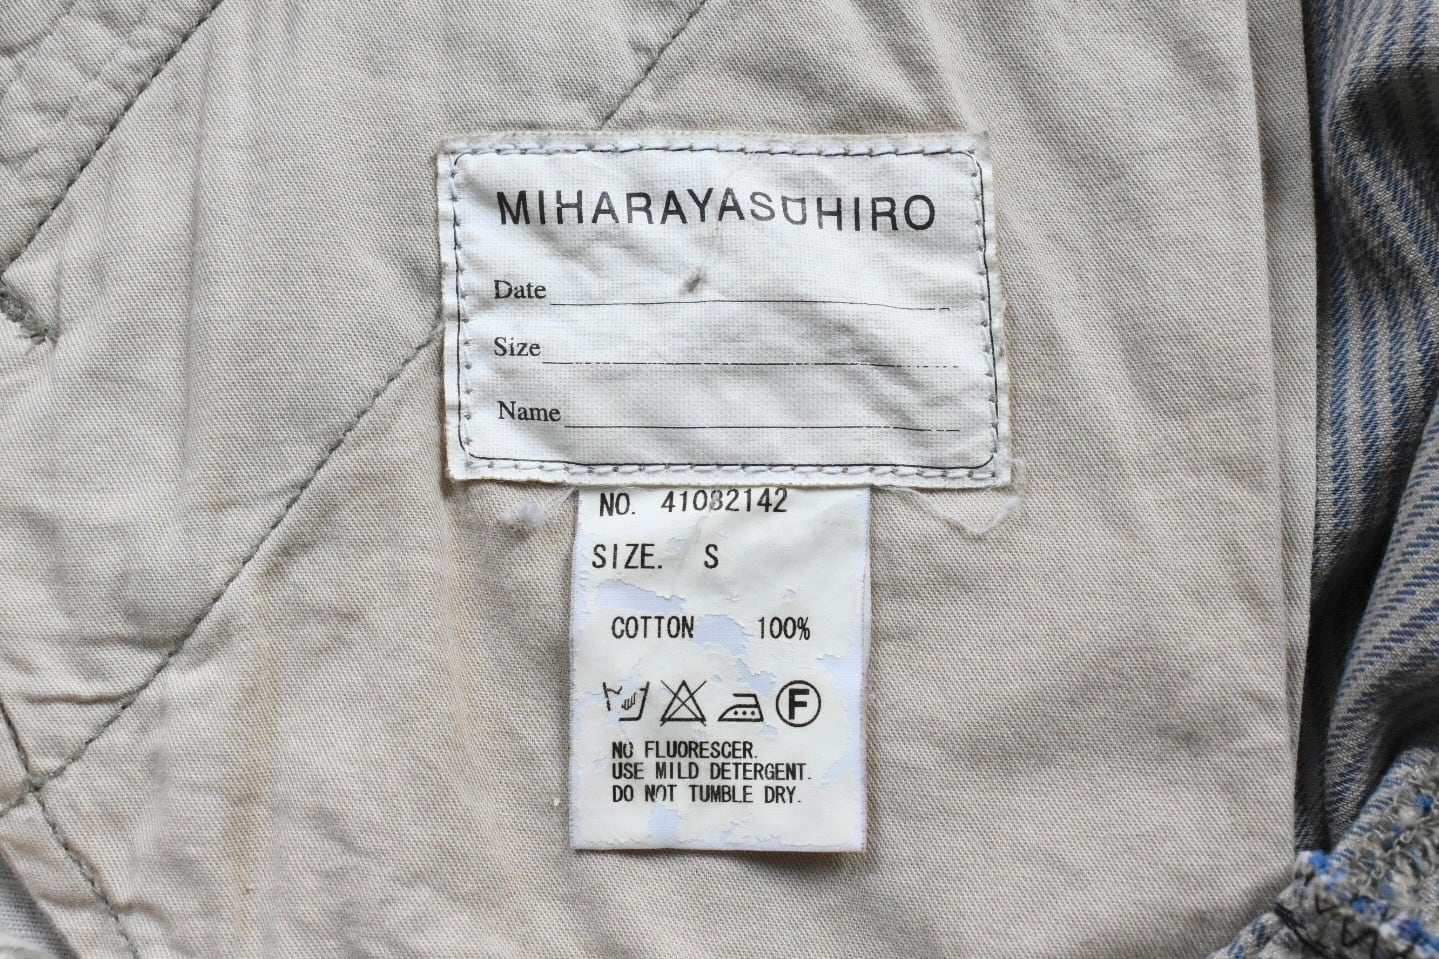 MIHARAYASUHIRO
Date
Size
Name
NO. 41082142
SIZE. S
COTTON 100%
F
NO FLUORESCER.
USE MILD DETERGENT.
DO NOT TUMBLE DRY.